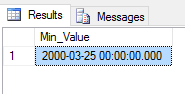 Results Messages
Min_Value
1 2000-03-25 00:00:00.000